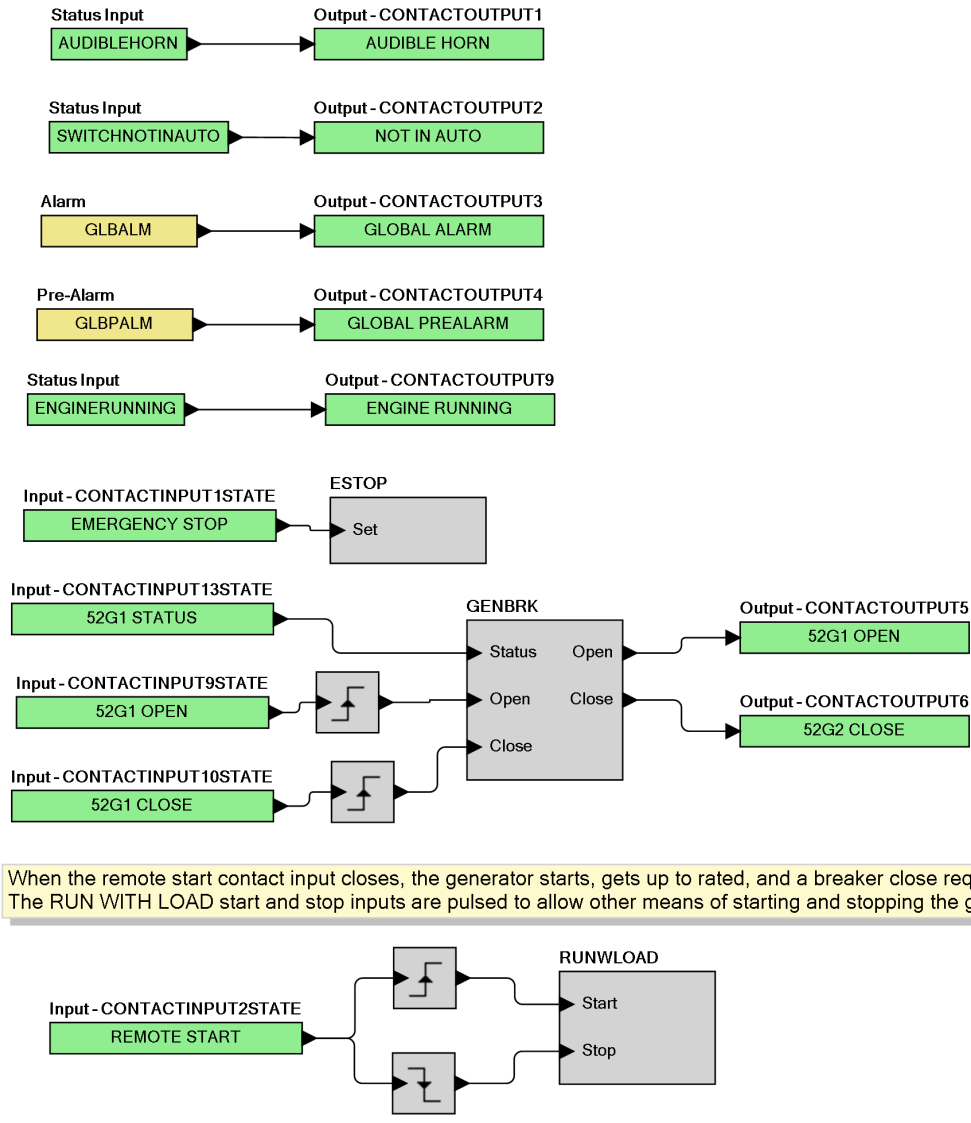 Status Input
AUDIBLEHORN
Output - CONTACTOUTPUT1
AUDIBLE HORN
Status Input
SWITCHNOTINAUTO
Output - CONTACTOUTPUT2
NOT IN AUTO
Alarm
GLBALM
Output - CONTACTOUTPUT3
GLOBAL ALARM
Pre-Alarm
GLBPALM
Output - CONTACTOUTPUT4
GLOBAL PREALARM
Status Input
ENGINERUNNING
Output - CONTACTOUTPUT9
ENGINE RUNNING
Input - CONTACTINPUT1STATE
EMERGENCY STOP
ESTOP
Set
Input - CONTACTINPUT13STATE
52G1 STATUS
Input - CONTACTINPUT9STATE
52G1 OPEN
Input - CONTACTINPUT10STATE
52G1 CLOSE
GENBRK
Status
Open
Close
Open
Close
Output - CONTACTOUTPUT5
52G1 OPEN
Output - CONTACTOUTPUT6
52G2 CLOSE
When the remote start contact input closes, the generator starts, gets up to rated, and a breaker close req
The RUN WITH LOAD start and stop inputs are pulsed to allow other means of starting and stopping the g
Input - CONTACTINPUT2STATE
REMOTE START
RUNWLOAD
Start
Stop